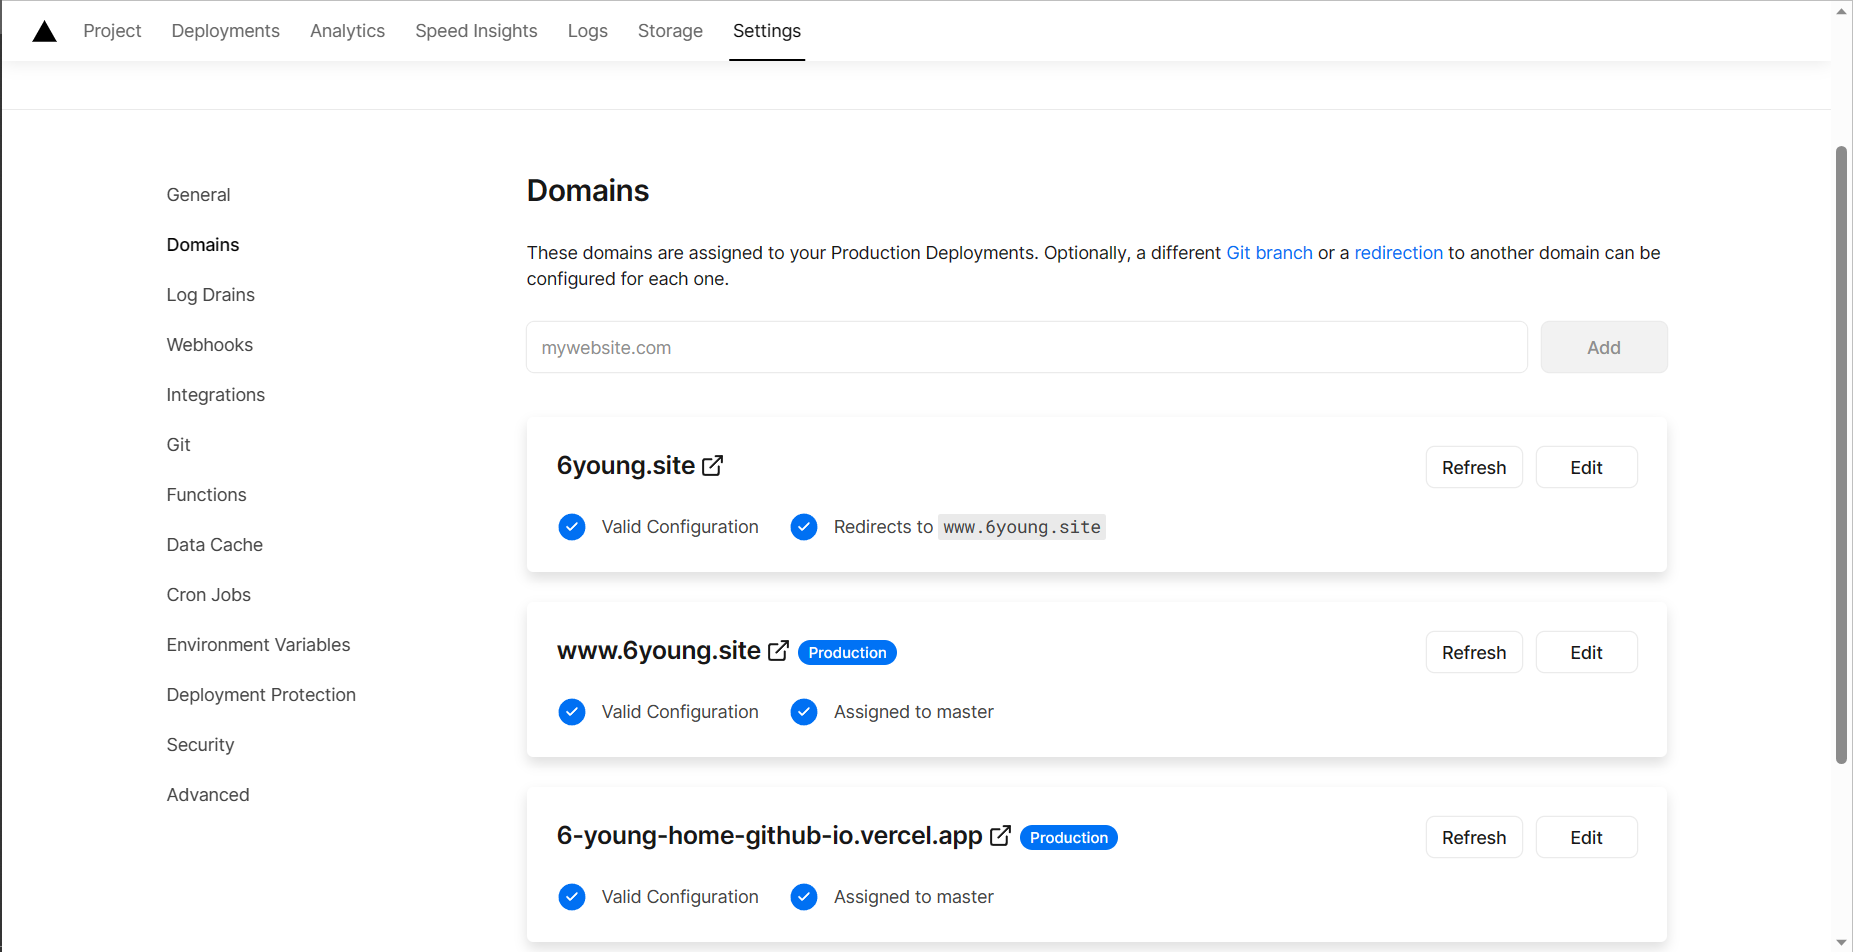 Project Deployments Analytics Speed Insights Logs Storage Settings
General
Domains
Log Drains
Webhooks
Integrations
Git
Functions
Data Cache
Cron Jobs
Environment Variables
Deployment Protection
Security
Advanced
Domains
These domains are assigned to your Production Deployments. Optionally, a different Git branch or a redirection to another domain can be
configured for each one.
mywebsite.com Add
6young.site Refresh Edit
Valid Configuration Redirects to www.6young.site
www.6young.site Production Refresh Edit
Valid Configuration Assigned to master
6-young-home-github-io.vercel.app Production Refresh Edit
Valid Configuration Assigned to master